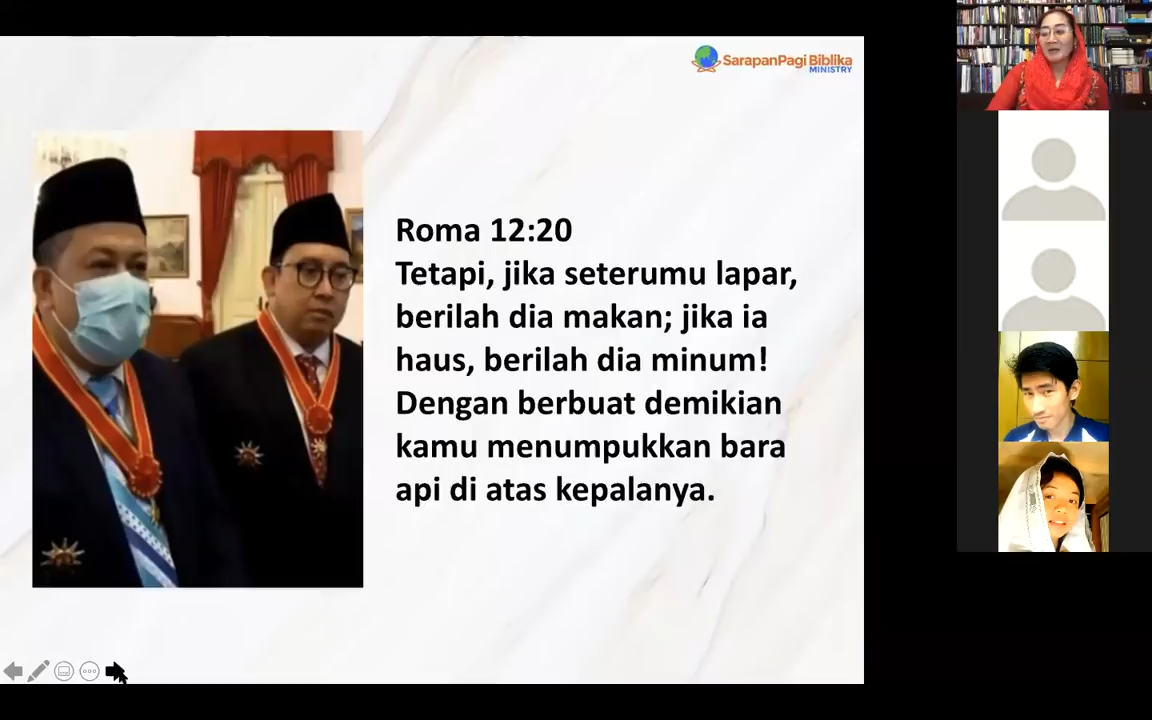 SarapanPagi Biblika
MINISTRY
Roma 12:20
Tetapi, jika seterumu lapar,
berilah dia makan; jika ia
haus, berilah dia minum!
Dengan berbuat demikian
kamu menumpukkan bara
api di atas kepalanya.